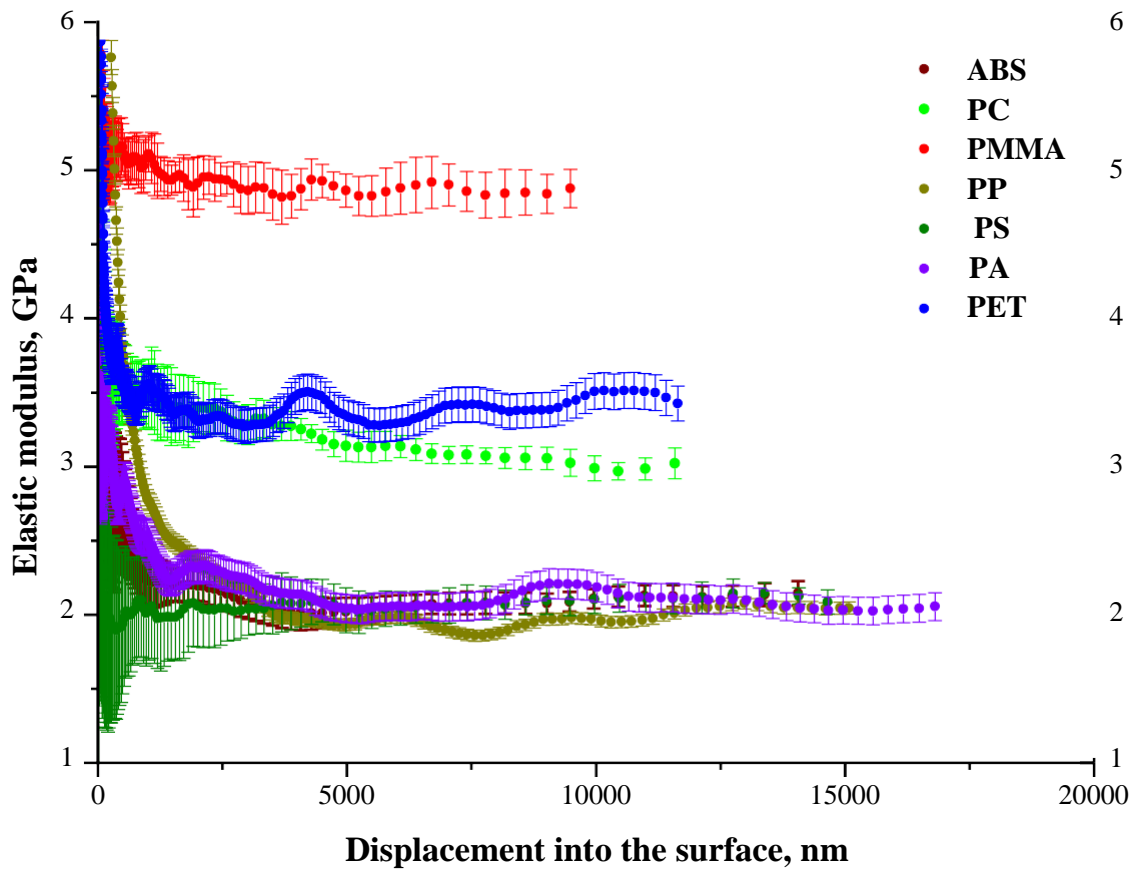 6
6
ABS
PC
PMMA
PP
PS
PA
PET
5
5
4
4
3
3
2
2
1
1
Elastic modulus, GPa
0
5000
10000
15000
20000
Displacement into the surface, nm